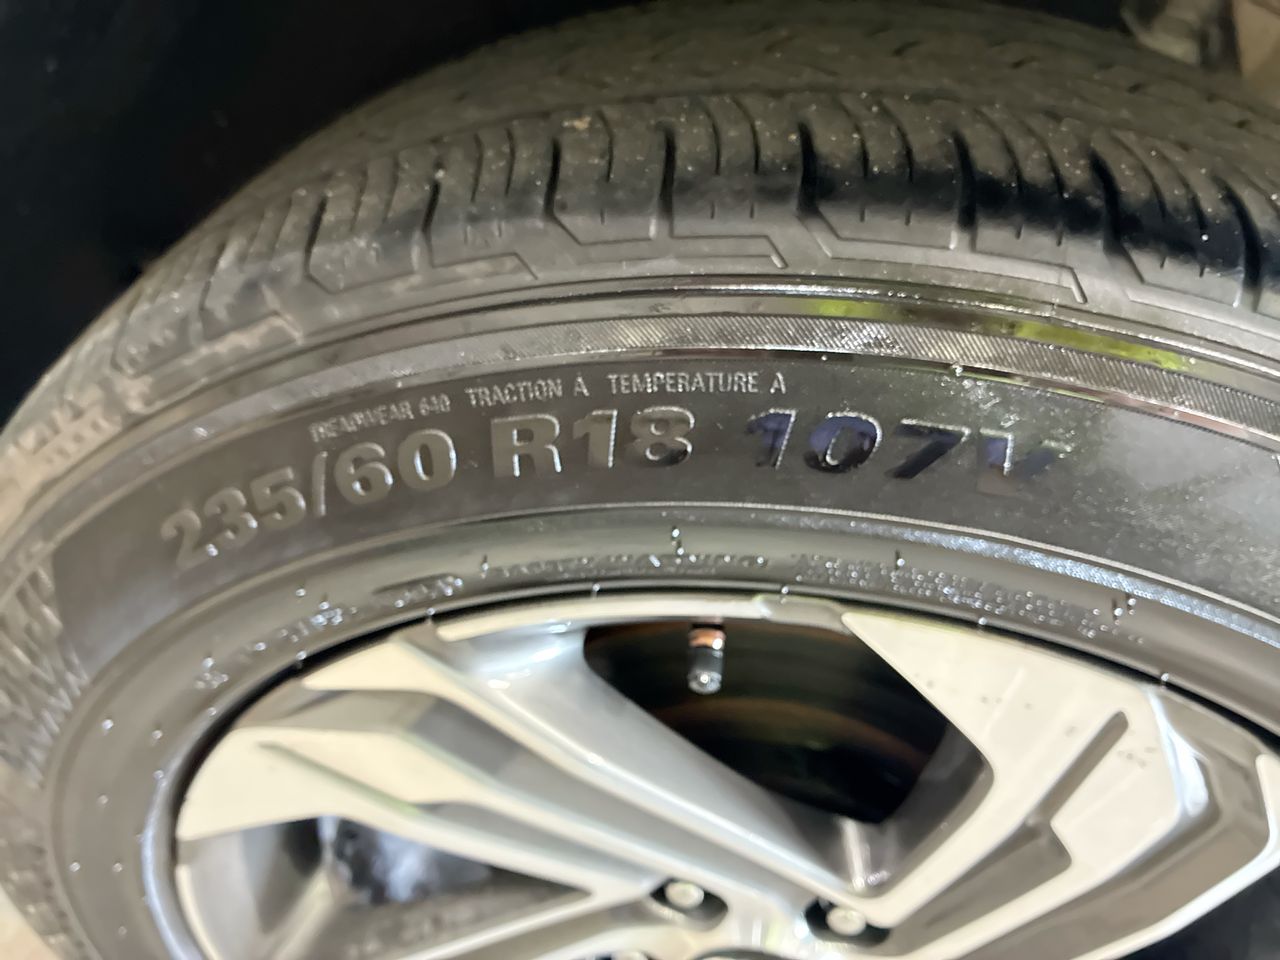 TREADWEAR 640 TRACTION A TEMPERATURE A
235/60 R18 107V